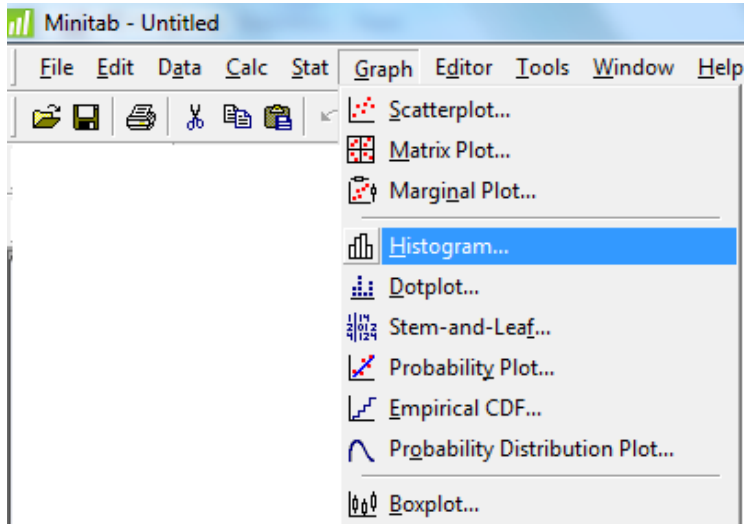 Minitab - Untitled
File Edit Data Calc Stat Graph Editor Tools Window Help
Scatterplot...
Matrix Plot...
Marginal Plot...
Histogram...
Dotplot...
Stem-and-Leaf...
Probability Plot...
Empirical CDF...
Probability Distribution Plot...
Boxplot...